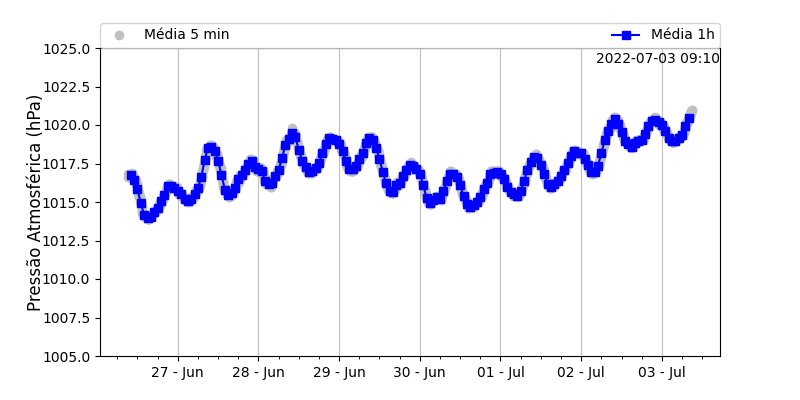 Média 5 min
Média 1h
2022-07-03 09:10
Pressão Atmosférica (hPa)
1025.0
1022.5
1020.0
1017.5
1015.0
1012.5
1010.0
1007.5
1005.0
27 - Jun
28 - Jun
29 - Jun
30 - Jun
01 - Jul
02 - Jul
03 - Jul